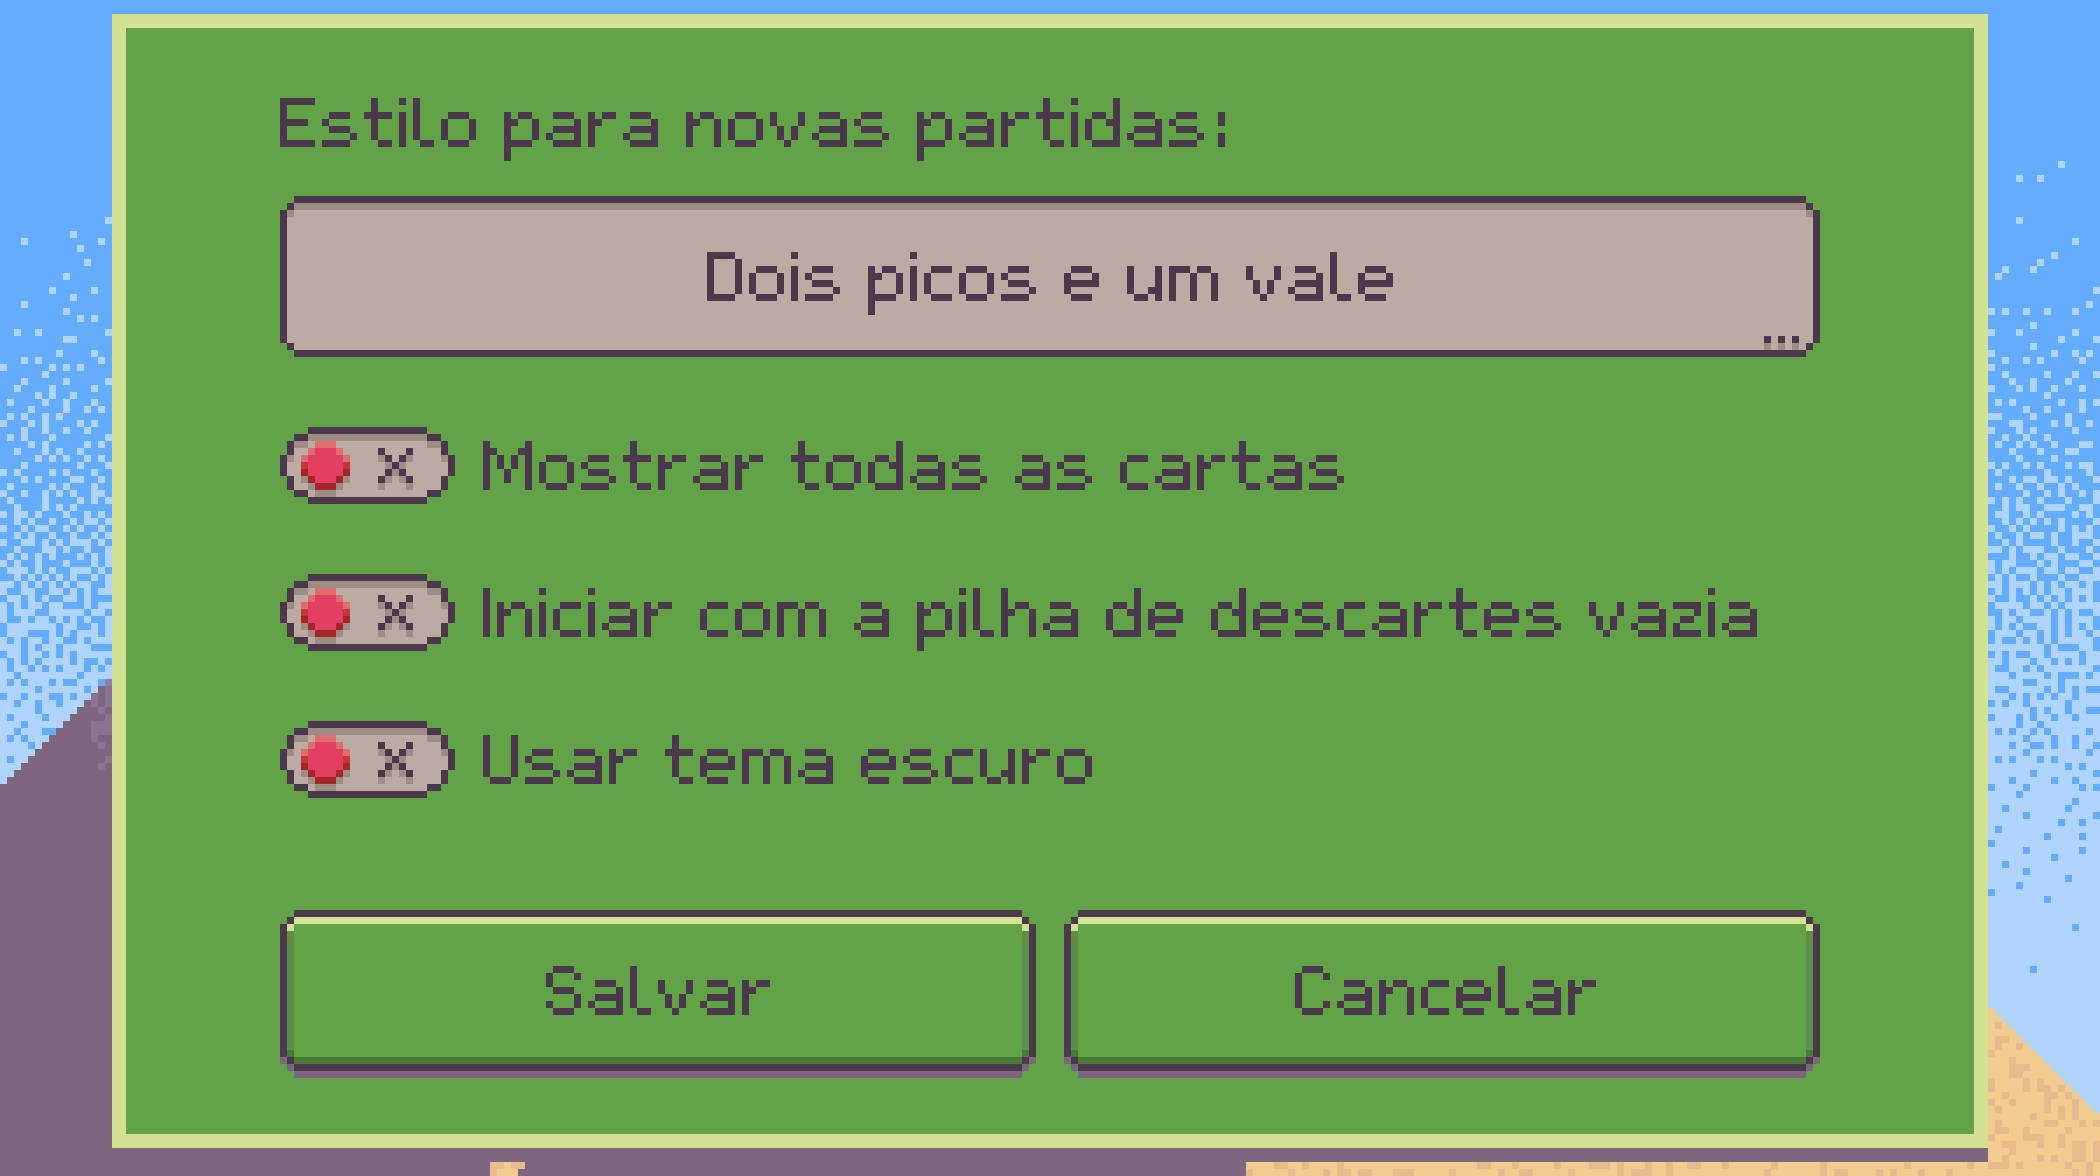 Estilo para novas partidas:
Dois picos e um vale
...
Mostrar todas as cartas
Iniciar com a pilha de descartes vazia
Usar tema escuro
Salvar
Cancelar